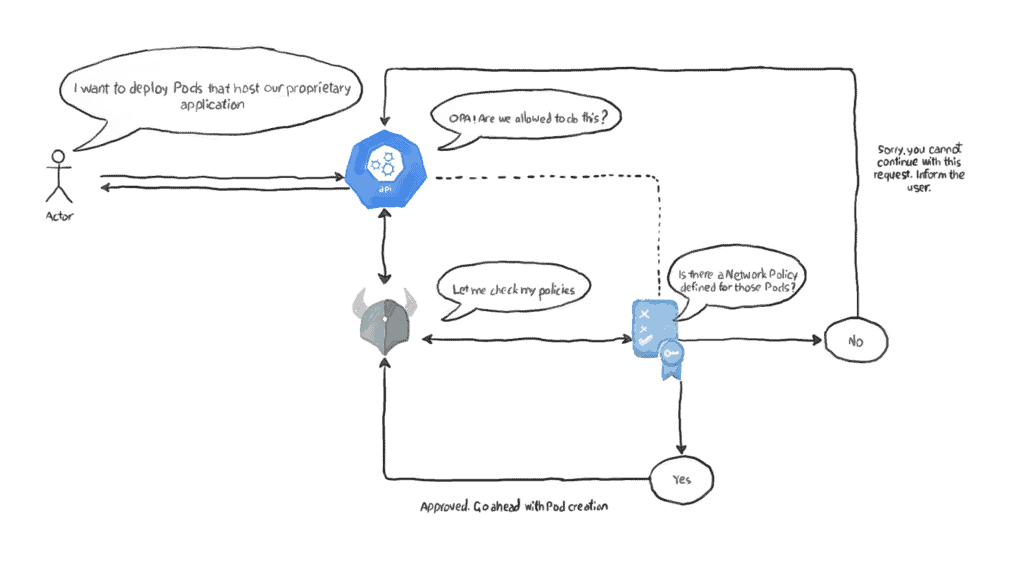 I want to deploy Pods that host our proprietary
application
OPA! Are we allowed to do this?
Sorry, you cannot
continue with this
request. Inform the
user.
api
Actor
Is there a Network Policy
defined for those Pods?
Let me check my policies
No
Yes
Approved. Go ahead with Pod creation